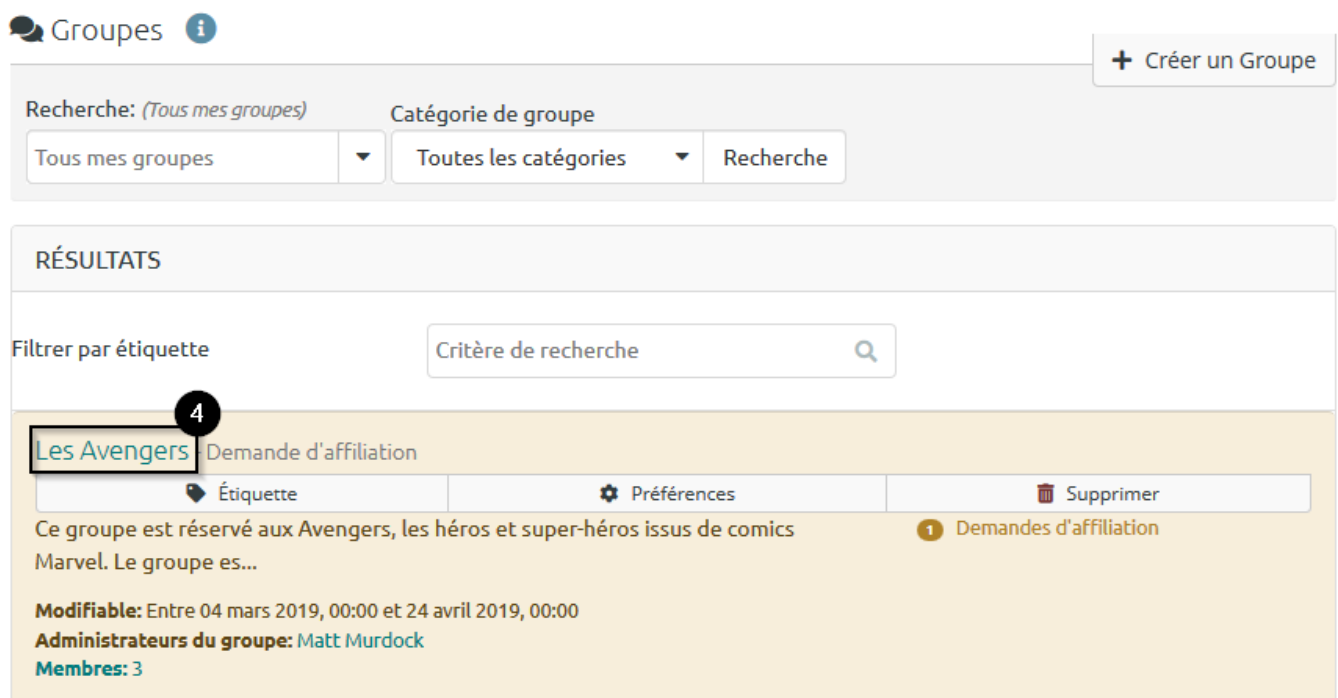 Groupes i
+ Créer un Groupe
Recherche: (Tous mes groupes)
Catégorie de groupe
Tous mes groupes
Toutes les catégories
Recherche
RÉSULTATS
Filtrer par étiquette
Critère de recherche
4
Les Avengers - Demande d'affiliation
Étiquette
Préférences
Supprimer
Ce groupe est réservé aux Avengers, les héros et super-héros issus de comics
Marvel. Le groupe es...
1 Demandes d'affiliation
Modifiable: Entre 04 mars 2019, 00:00 et 24 avril 2019, 00:00
Administrateurs du groupe: Matt Murdock
Membres: 3